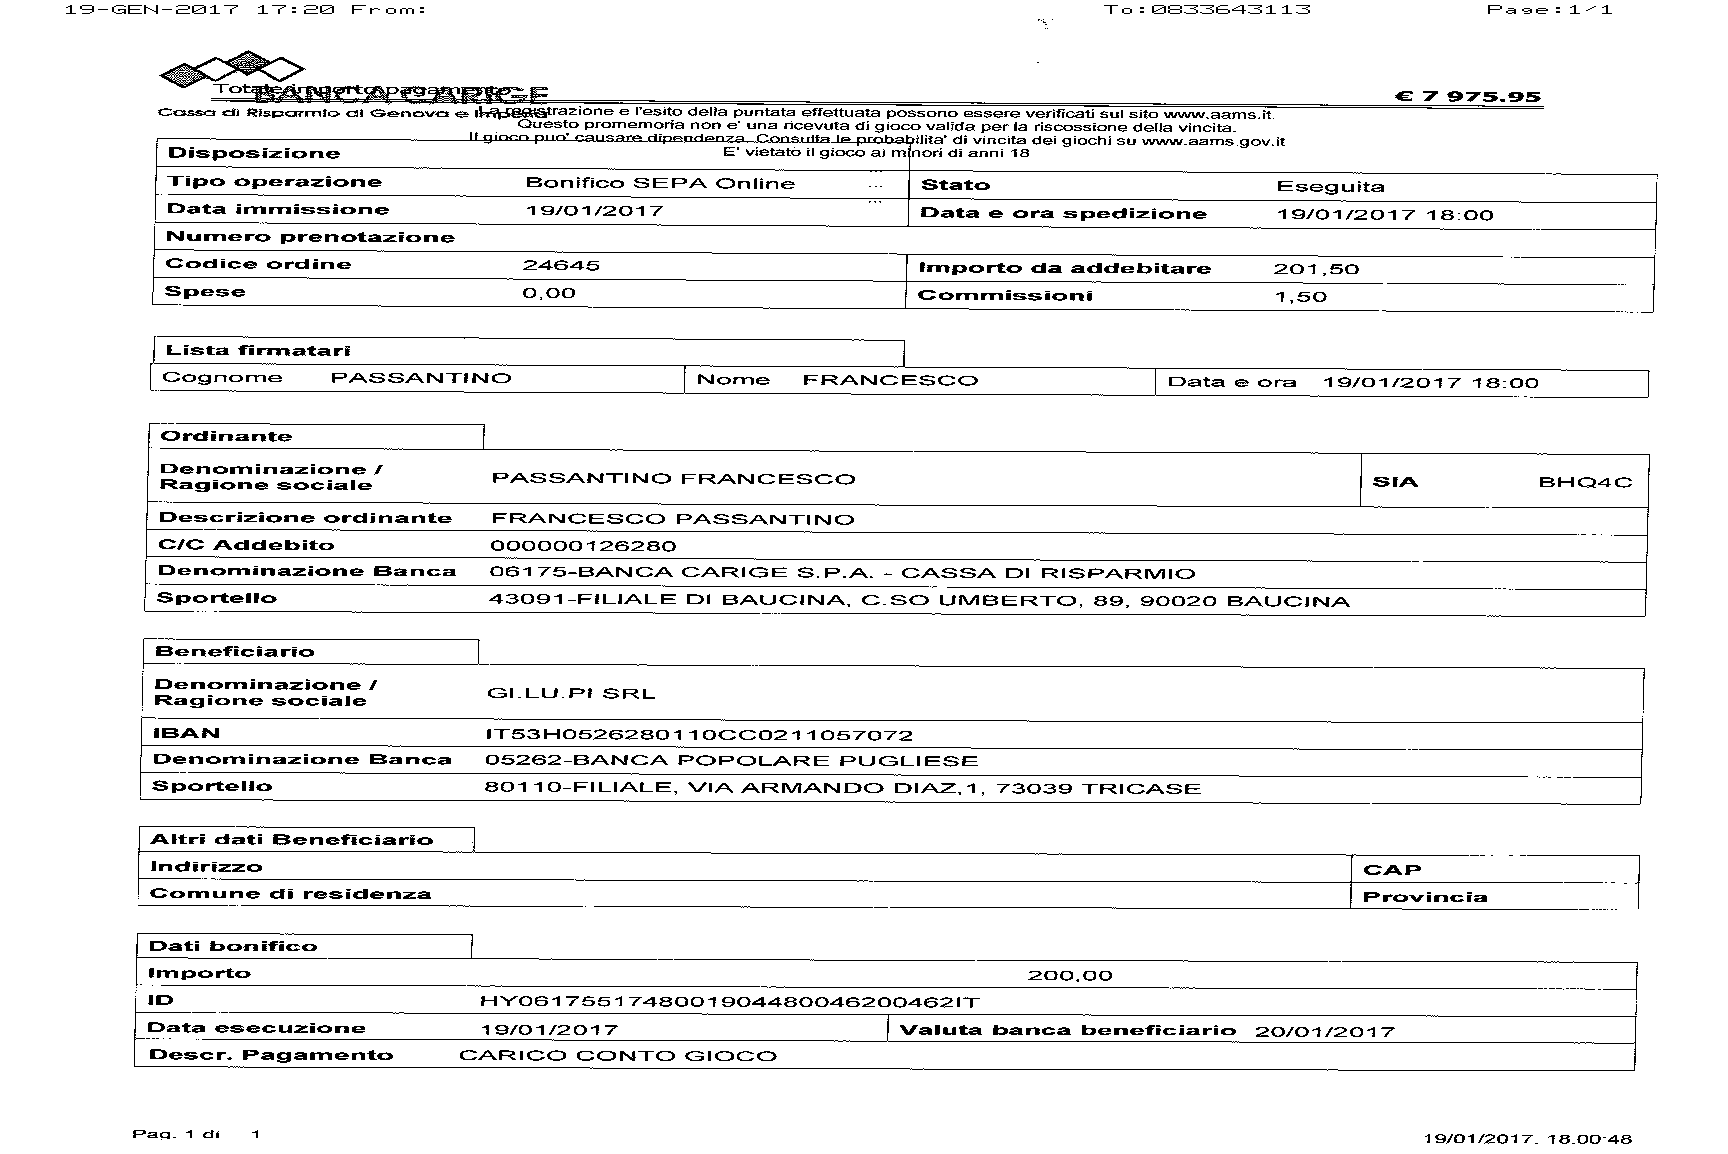 19-GEN-2017 17:20 From: To:0833643113 Page:1/1
Totale importo pagamento € 7 975.95
BANCA CARIGE
Cassa di Risparmio di Genova e Imperia
La registrazione e l'esito della puntata effettuata possono essere verificati sul sito www.aams.it.
Questo promemoria non e' una ricevuta di gioco valida per la riscossione della vincita.
Il gioco puo' causare dipendenza. Consulta le probabilita' di vincita dei giochi su www.aams.gov.it
E' vietato il gioco ai minori di anni 18
Disposizione
Tipo operazione Bonifico SEPA Online Stato Eseguita
Data immissione 19/01/2017 Data e ora spedizione 19/01/2017 18:00
Numero prenotazione
Codice ordine 24645 Importo da addebitare 201,50
Spese 0,00 Commissioni 1,50
Lista firmatari
Cognome PASSANTINO Nome FRANCESCO Data e ora 19/01/2017 18:00
Ordinante
Denominazione /
Ragione sociale PASSANTINO FRANCESCO SIA BHQ4C
Descrizione ordinante FRANCESCO PASSANTINO
C/C Addebito 000000126280
Denominazione Banca 06175-BANCA CARIGE S.P.A. - CASSA DI RISPARMIO
Sportello 43091-FILIALE DI BAUCINA, C.SO UMBERTO, 89, 90020 BAUCINA
Beneficiario
Denominazione /
Ragione sociale GI.LU.PI SRL
IBAN IT53H0526280110CC0211057072
Denominazione Banca 05262-BANCA POPOLARE PUGLIESE
Sportello 80110-FILIALE, VIA ARMANDO DIAZ,1, 73039 TRICASE
Altri dati Beneficiario
Indirizzo CAP
Comune di residenza Provincia
Dati bonifico
Importo 200,00
ID HY06175517480019044800462004621T
Data esecuzione 19/01/2017 Valuta banca beneficiario 20/01/2017
Descr. Pagamento CARICO CONTO GIOCO
Pag. 1 di 1 19/01/2017. 18.00.48